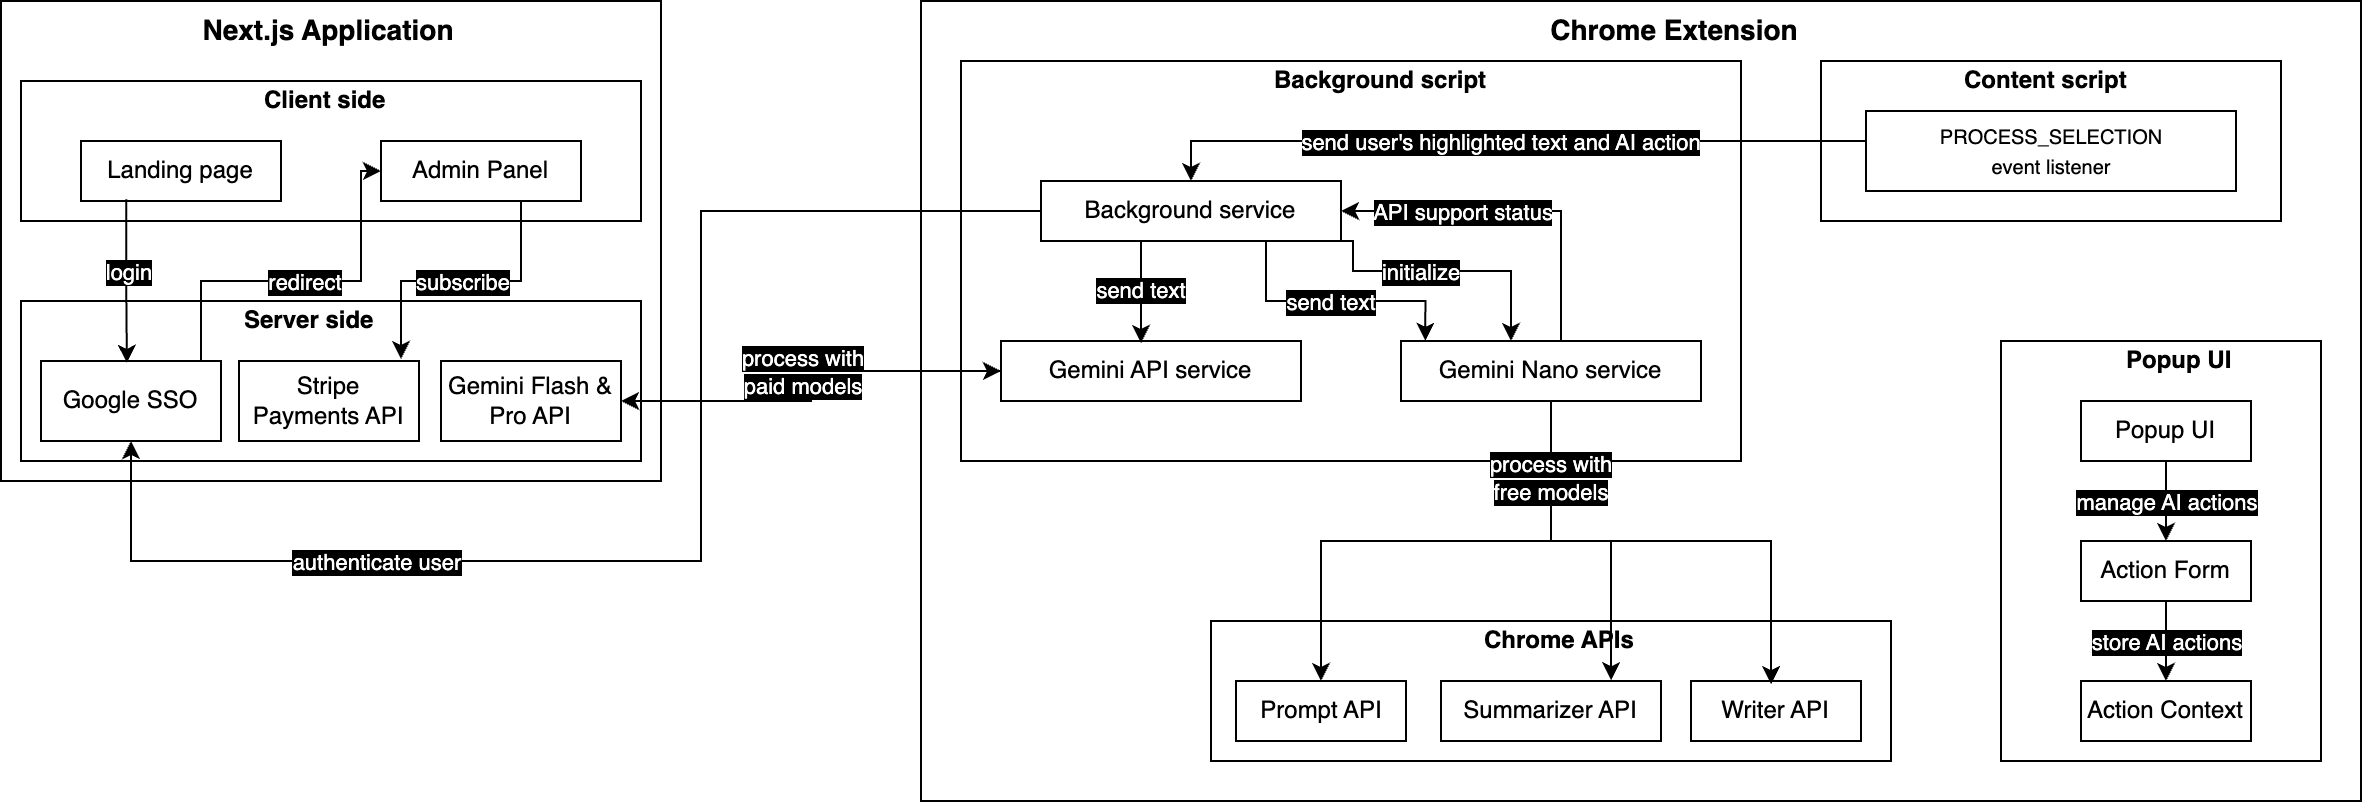 Next.js Application
Client side
Landing page
Admin Panel
login
redirect
subscribe
Server side
Google SSO
Stripe
Payments API
Gemini Flash &
Pro API
authenticate user
process with
paid models
Chrome Extension
Background script
send user's highlighted text and AI action
Background service
API support status
initialize
send text
send text
Gemini API service
Gemini Nano service
process with
free models
Chrome APIs
Prompt API
Summarizer API
Writer API
Content script
PROCESS_SELECTION
event listener
Popup UI
Popup UI
manage AI actions
Action Form
store AI actions
Action Context